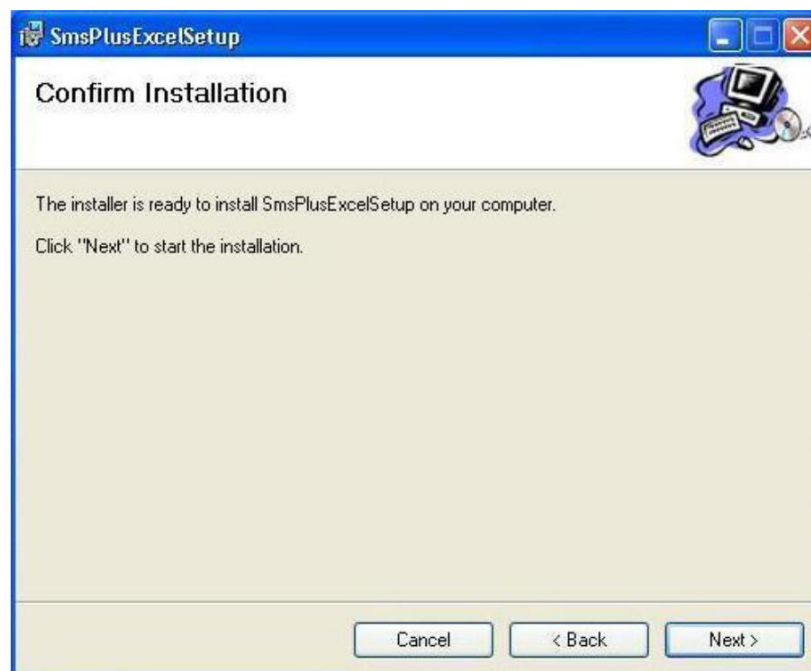 SmsPlusExcelSetup
Confirm Installation
The installer is ready to install SmsPlusExcelSetup on your computer.
Click "Next" to start the installation.
Cancel
< Back
Next >